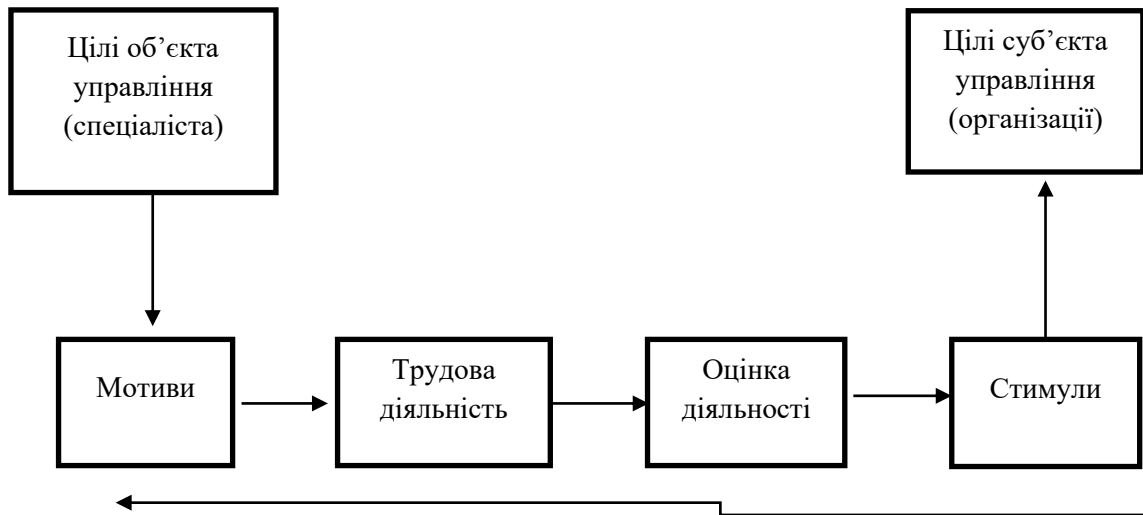 Цілі об’єкта
управління
(спеціаліста)
Цілі суб’єкта
управління
(організації)
Мотиви
Трудова
діяльність
Оцінка
діяльності
Стимули